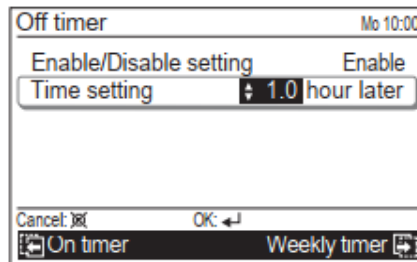 Off timer Mo 10:00
Enable/Disable setting Enable
Time setting 1.0 hour later
Cancel: OK:
On timer Weekly timer